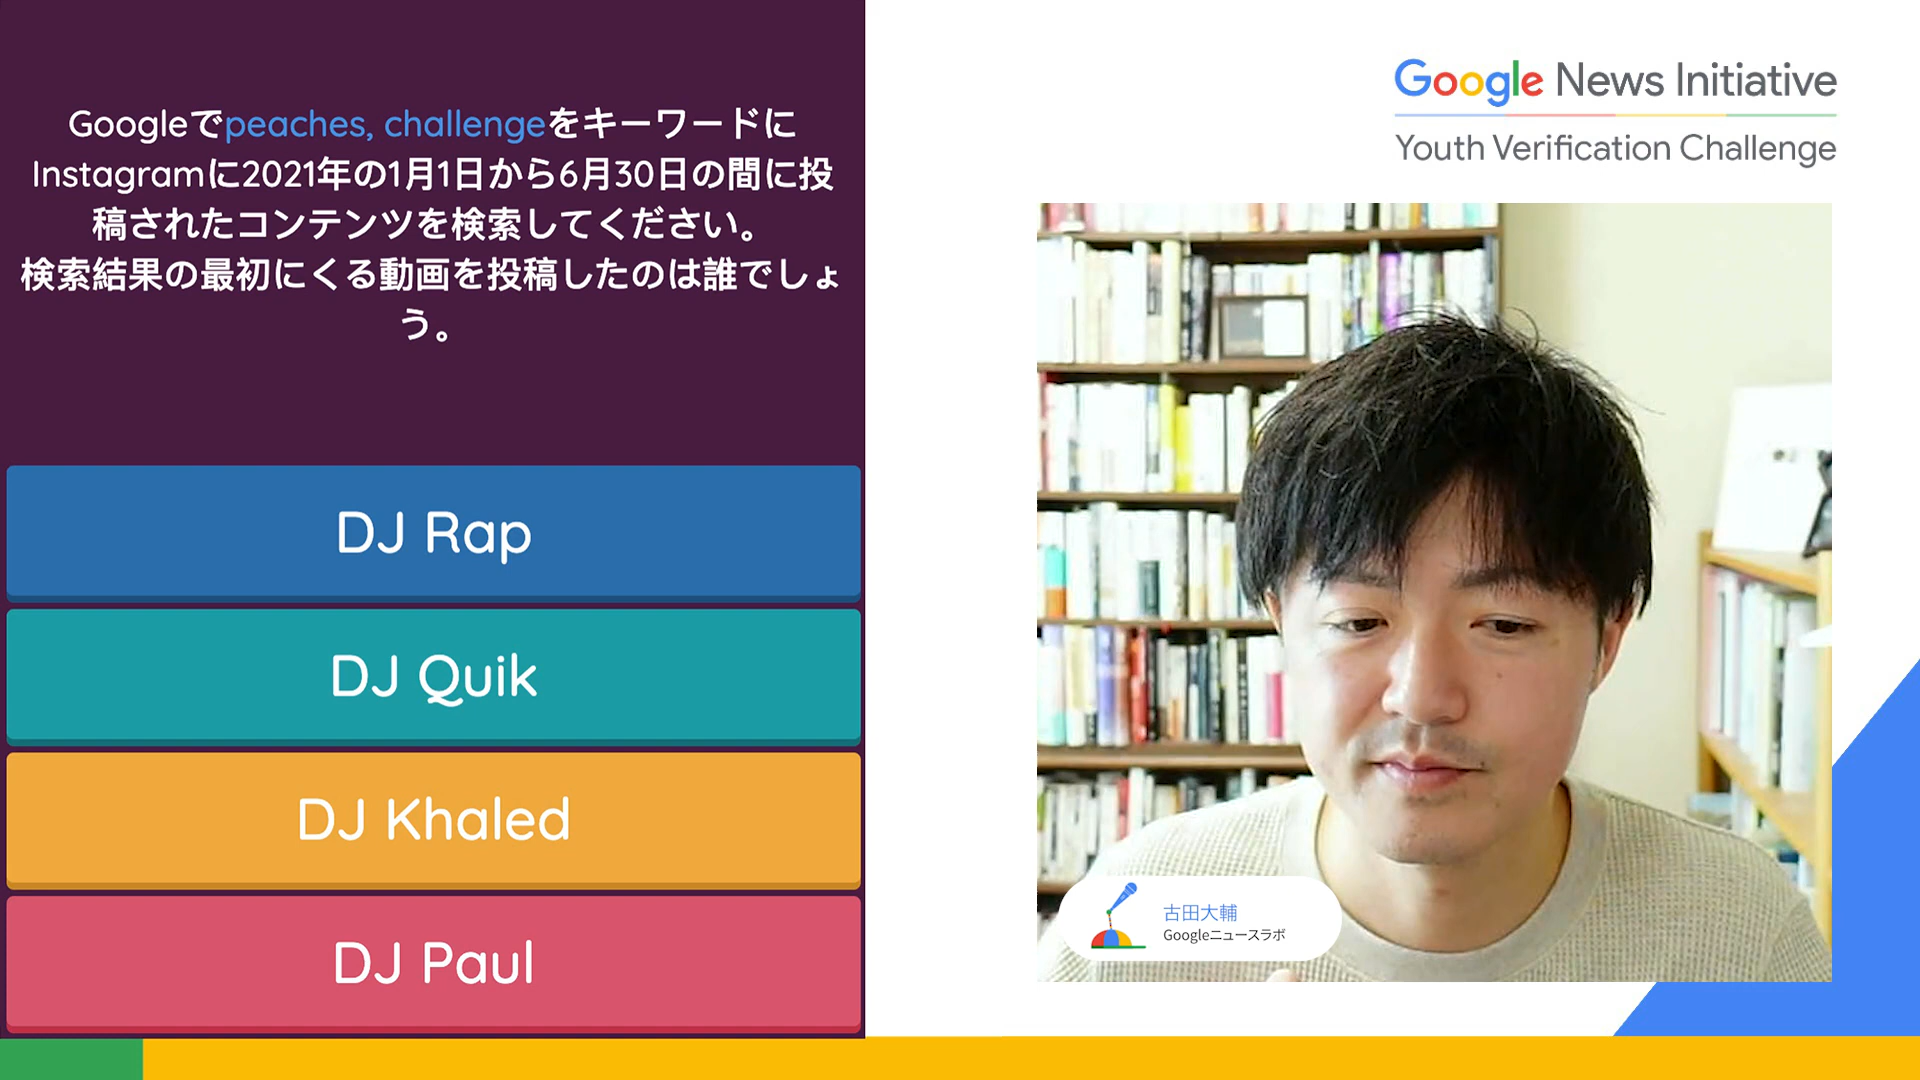 Googleでpeaches, challengeをキーワードに
Instagramに2021年の1月1日から6月30日の間に投
稿されたコンテンツを検索してください。
検索結果の最初にくる動画を投稿したのは誰でしょ
う。
DJ Rap
DJ Quik
DJ Khaled
DJ Paul
Google News Initiative
Youth Verification Challenge
古田大輔
Googleニュースラボ